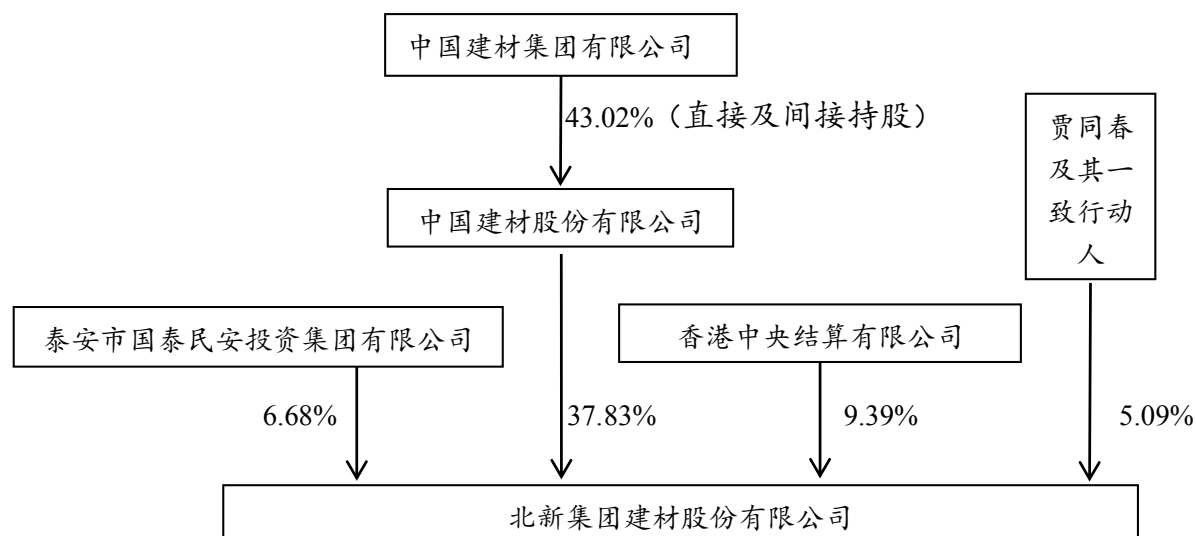 中国建材集团有限公司
43.02%（直接及间接持股）
贾同春
及其一
致行动
人
中国建材股份有限公司
泰安市国泰民安投资集团有限公司
香港中央结算有限公司
6.68%
37.83%
9.39%
5.09%
北新集团建材股份有限公司